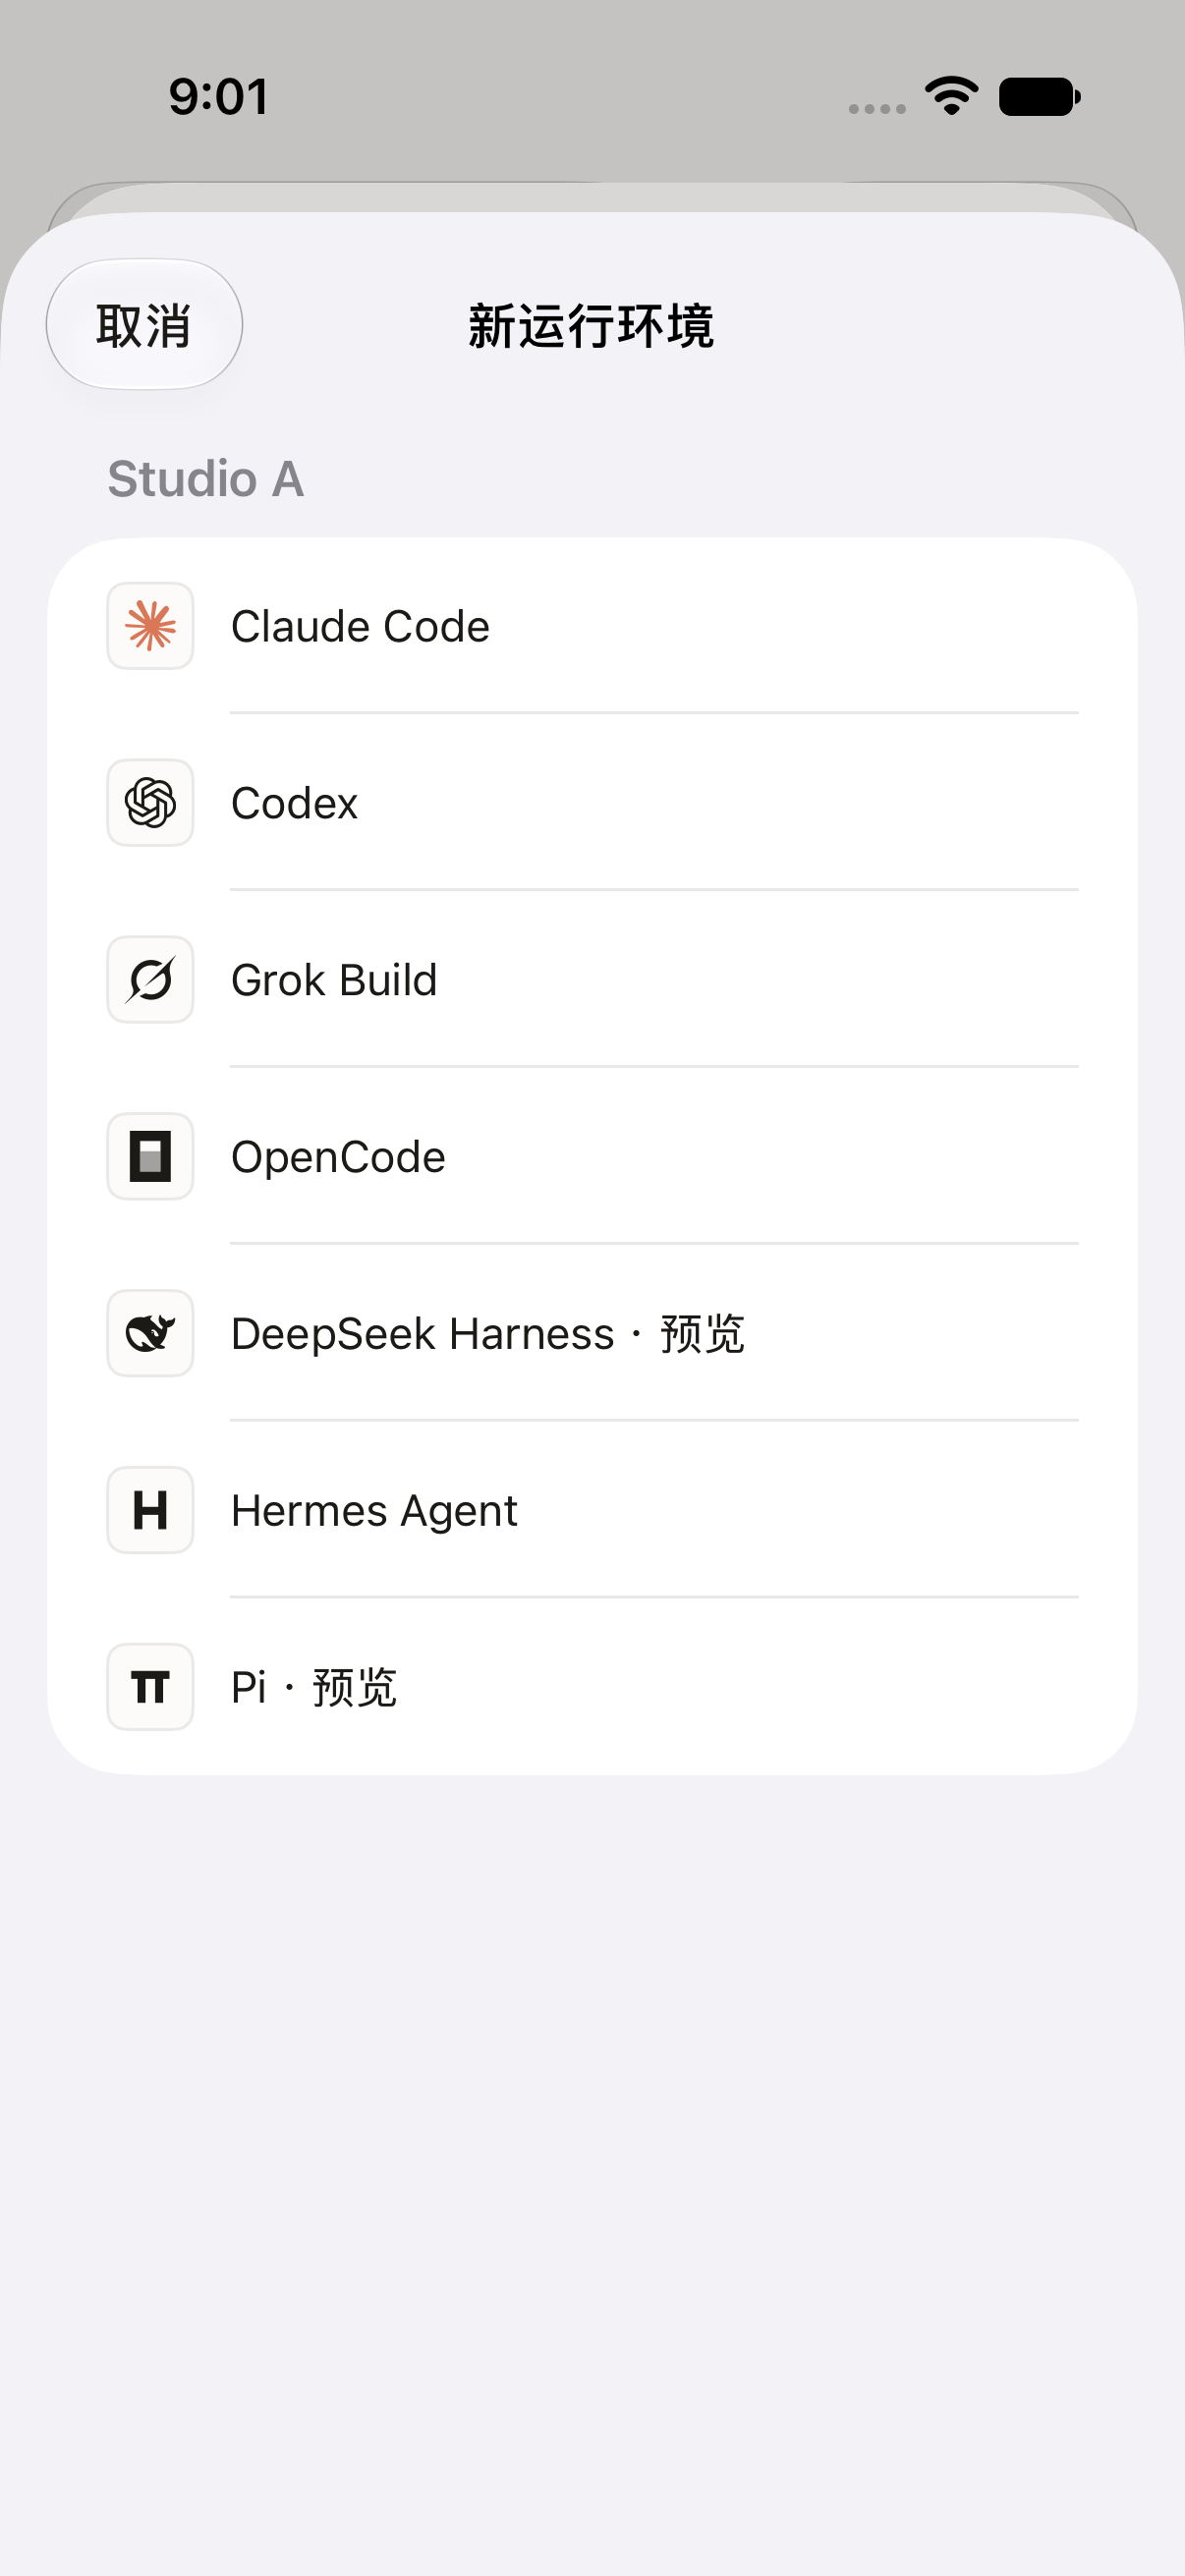 9:01
取消
新运行环境
Studio A
Claude Code
Codex
Grok Build
OpenCode
DeepSeek Harness · 预览
H
Hermes Agent
Pi · 预览